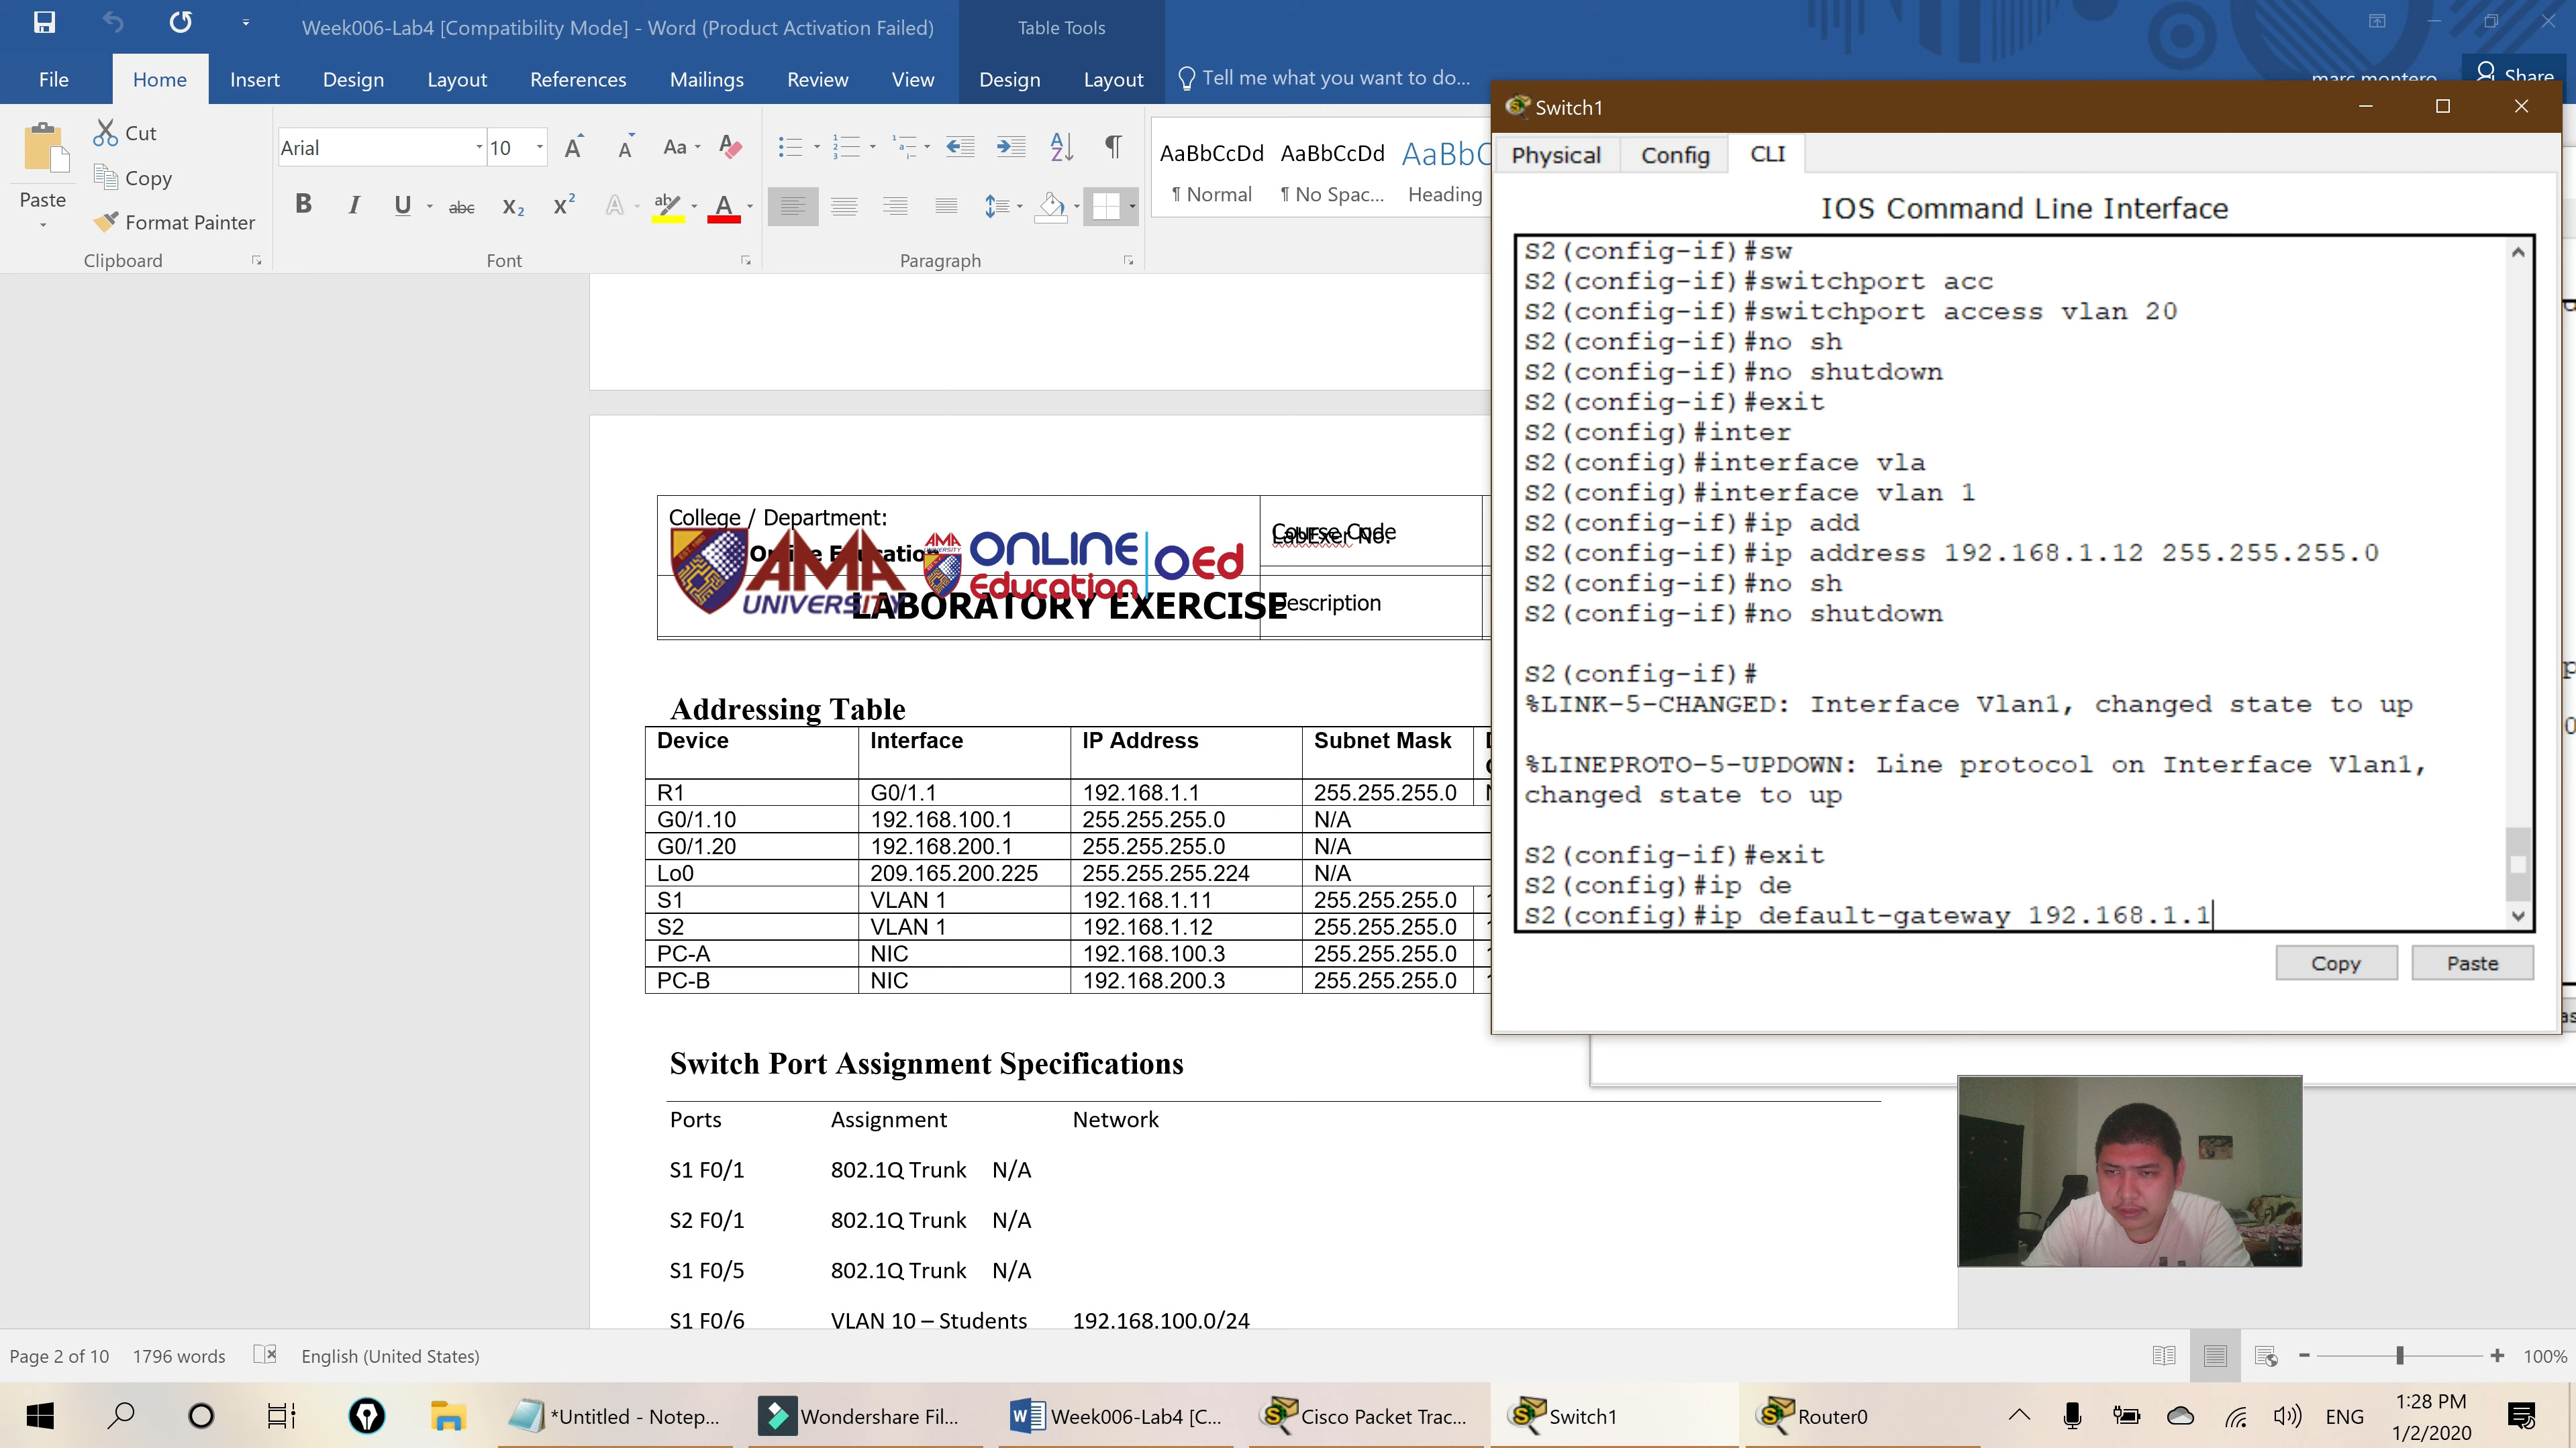 Week006-Lab4 [Compatibility Mode] - Word (Product Activation Failed)
Table Tools
File Home Insert Design Layout References Mailings Review View Design Layout Tell me what you want to do...
marc montero Share
Paste
Cut
Copy
Format Painter
Clipboard
Arial 10
Font
Paragraph
AaBbCcDd AaBbCcDd AaBbC
¶ Normal ¶ No Spac... Heading
College / Department:
Online Education
AMA
UNIVERSITY
AMA
ONLINE
Education
OEd
LABORATORY EXERCISE
Course Code
LabExer No.
Description
Addressing Table
Device Interface IP Address Subnet Mask
R1 G0/1.1 192.168.1.1 255.255.255.0
G0/1.10 192.168.100.1 255.255.255.0 N/A
G0/1.20 192.168.200.1 255.255.255.0 N/A
Lo0 209.165.200.225 255.255.255.224 N/A
S1 VLAN 1 192.168.1.11 255.255.255.0
S2 VLAN 1 192.168.1.12 255.255.255.0
PC-A NIC 192.168.100.3 255.255.255.0
PC-B NIC 192.168.200.3 255.255.255.0
Switch Port Assignment Specifications
Ports Assignment Network
S1 F0/1 802.1Q Trunk N/A
S2 F0/1 802.1Q Trunk N/A
S1 F0/5 802.1Q Trunk N/A
S1 F0/6 VLAN 10 – Students 192.168.100.0/24
Switch1
Physical Config CLI
IOS Command Line Interface
S2(config-if)#sw
S2(config-if)#switchport acc
S2(config-if)#switchport access vlan 20
S2(config-if)#no sh
S2(config-if)#no shutdown
S2(config-if)#exit
S2(config)#inter
S2(config)#interface vla
S2(config)#interface vlan 1
S2(config-if)#ip add
S2(config-if)#ip address 192.168.1.12 255.255.255.0
S2(config-if)#no sh
S2(config-if)#no shutdown
S2(config-if)#
%LINK-5-CHANGED: Interface Vlan1, changed state to up
%LINEPROTO-5-UPDOWN: Line protocol on Interface Vlan1,
changed state to up
S2(config-if)#exit
S2(config)#ip de
S2(config)#ip default-gateway 192.168.1.1
Copy Paste
Page 2 of 10 1796 words English (United States) 100%
*Untitled - Notep... Wondershare Fil... Week006-Lab4 [C... Cisco Packet Trac... Switch1 Router0
ENG
1:28 PM
1/2/2020